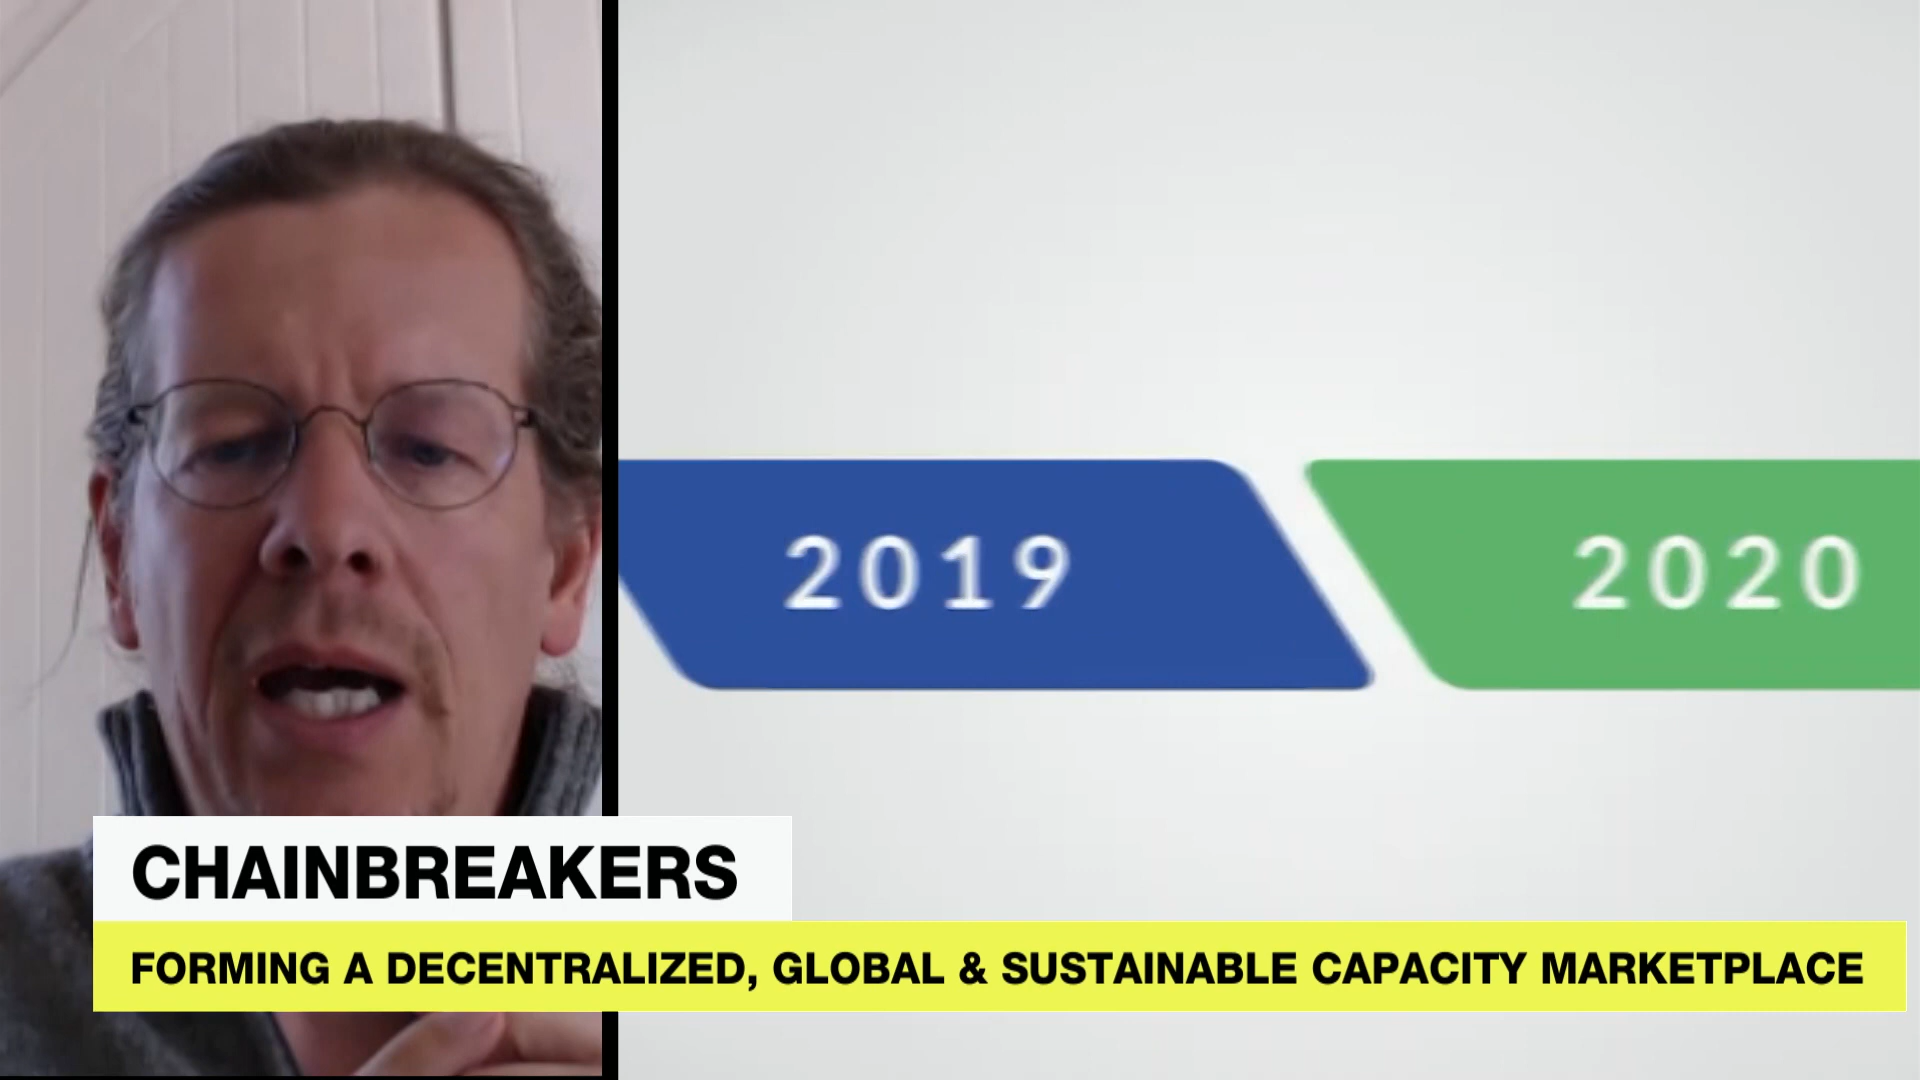 2019
2020
CHAINBREAKERS
FORMING A DECENTRALIZED, GLOBAL & SUSTAINABLE CAPACITY MARKETPLACE